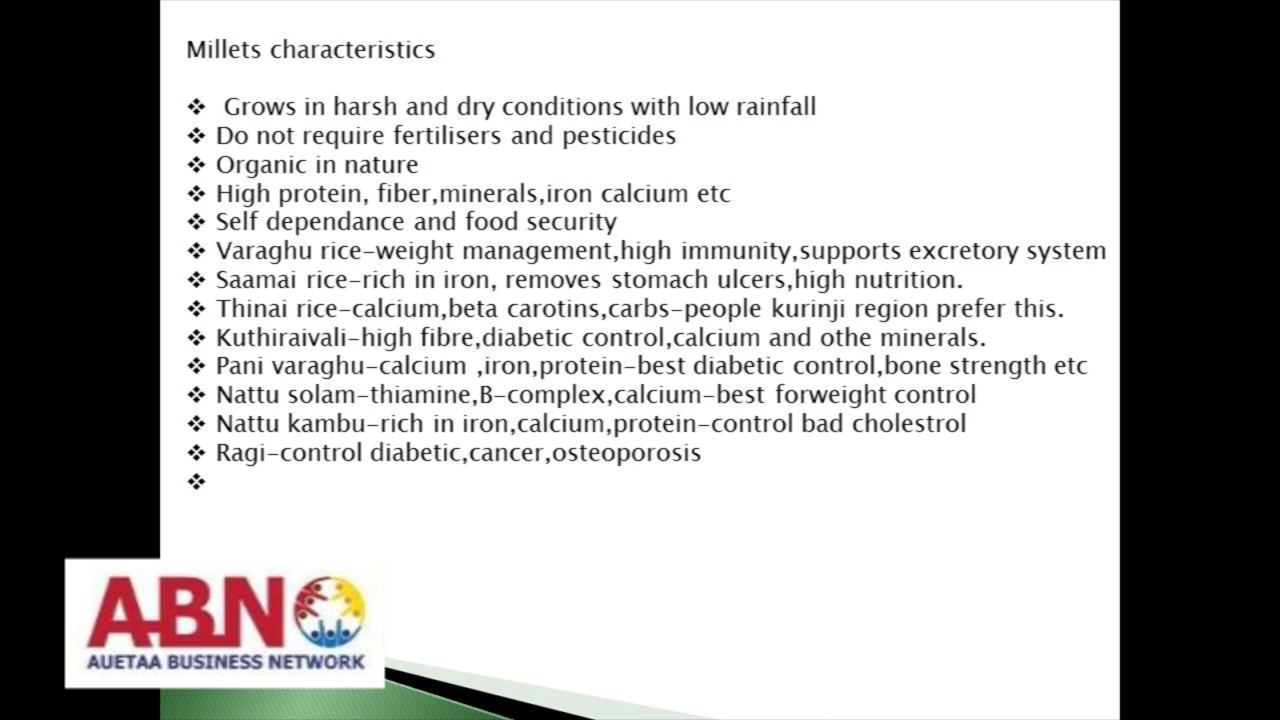 Millets characteristics
❖ Grows in harsh and dry conditions with low rainfall
❖ Do not require fertilisers and pesticides
❖ Organic in nature
❖ High protein, fiber,minerals,iron calcium etc
❖ Self dependance and food security
❖ Varaghu rice-weight management,high immunity,supports excretory system
❖ Saamai rice-rich in iron, removes stomach ulcers,high nutrition.
❖ Thinai rice-calcium,beta carotins,carbs-people kurinji region prefer this.
❖ Kuthiraivali-high fibre,diabetic control,calcium and othe minerals.
❖ Pani varaghu-calcium ,iron,protein-best diabetic control,bone strength etc
❖ Nattu solam-thiamine,B-complex,calcium-best forweight control
❖ Nattu kambu-rich in iron,calcium,protein-control bad cholestrol
❖ Ragi-control diabetic,cancer,osteoporosis
❖
ABN
AUETAA BUSINESS NETWORK